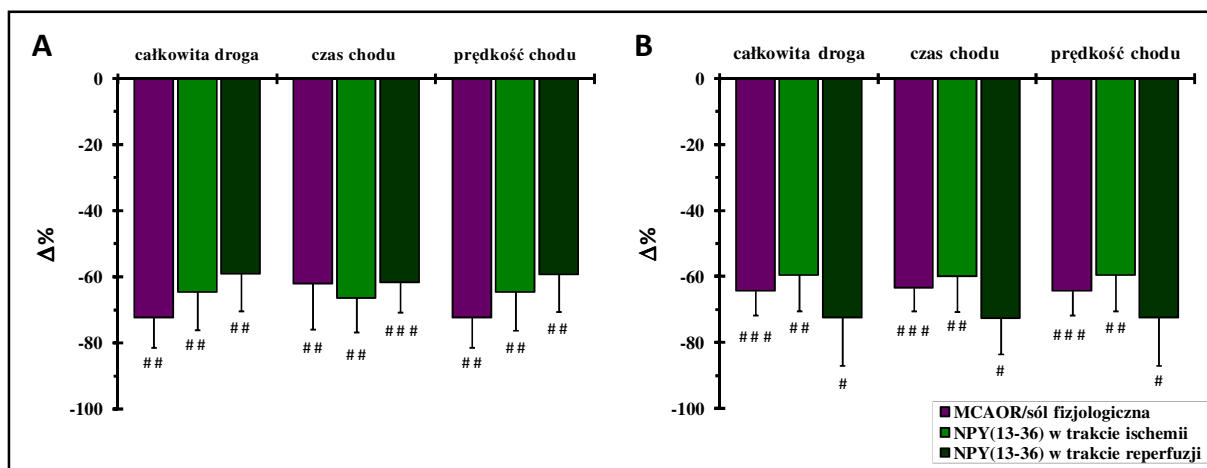 A
całkowita droga czas chodu prędkość chodu
0
-20
-40
-60
-80
-100
Δ%
## ## ## ## ## ### ## ## ##
B
całkowita droga czas chodu prędkość chodu
0
-20
-40
-60
-80
-100
Δ%
### ## # ### ## # ### ## #
MCAOR/sól fizjologiczna
NPY(13-36) w trakcie ischemii
NPY(13-36) w trakcie reperfuzji